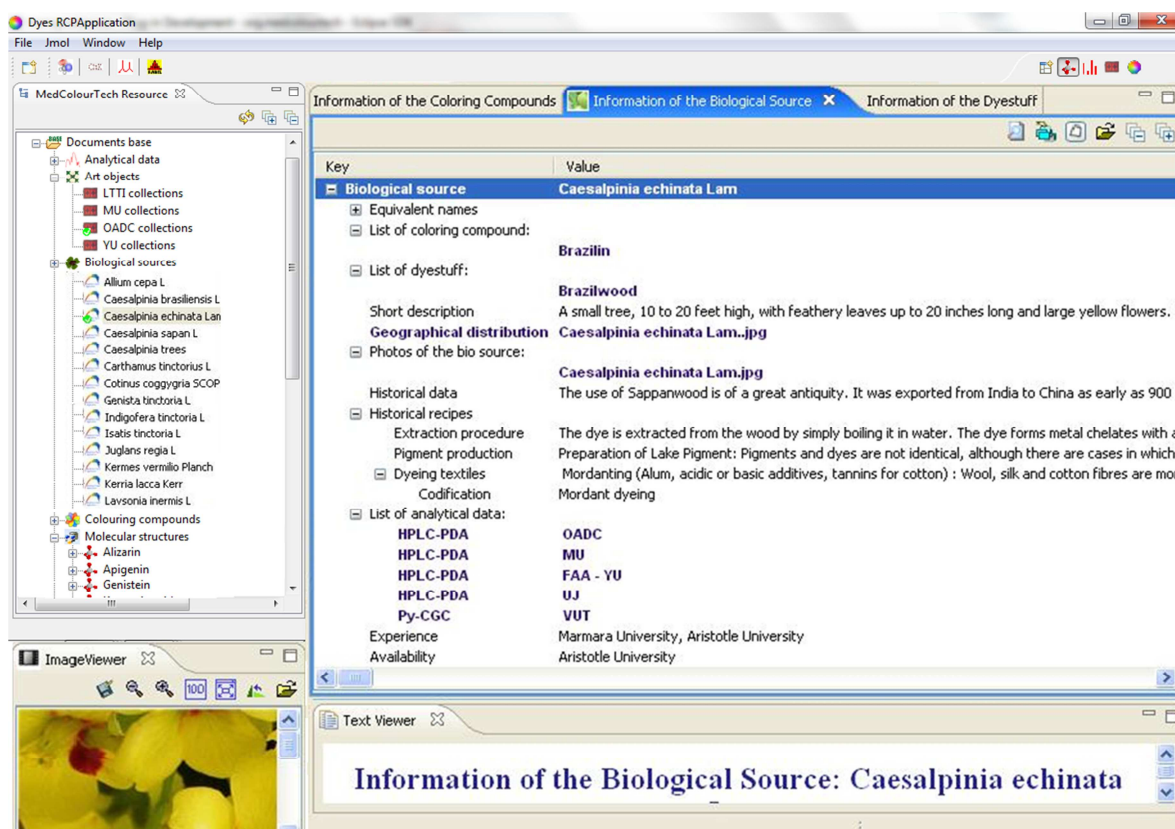 Dyes RCPApplication
File Jmol Window Help
MedColourTech Resource
Documents base
Analytical data
Art objects
LTTI collections
MU collections
OADC collections
YU collections
Biological sources
Allium cepa L
Caesalpinia brasiliensis L
Caesalpinia echinata Lan
Caesalpinia sapan L
Caesalpinia trees
Carthamus tinctorius L
Cotinus coggygria SCOP
Genista tinctoria L
Indigofera tinctoria L
Isatis tinctoria L
Juglans regia L
Kermes vermilio Planch
Kerria lacca Kerr
Lavsonia inermis L
Colouring compounds
Molecular structures
Alizarin
Apigenin
Genistein
ImageViewer
100
Information of the Coloring Compounds Information of the Biological Source Information of the Dyestuff
Key Value
Biological source Caesalpinia echinata Lam
Equivalent names
List of coloring compound:
Brazilin
List of dyestuff:
Brazilwood
Short description A small tree, 10 to 20 feet high, with feathery leaves up to 20 inches long and large yellow flowers.
Geographical distribution Caesalpinia echinata Lam..jpg
Photos of the bio source:
Caesalpinia echinata Lam.jpg
Historical data The use of Sappanwood is of a great antiquity. It was exported from India to China as early as 900
Historical recipes
Extraction procedure The dye is extracted from the wood by simply boiling it in water. The dye forms metal chelates with a
Pigment production Preparation of Lake Pigment: Pigments and dyes are not identical, although there are cases in which
Dyeing textiles Mordanting (Alum, acidic or basic additives, tannins for cotton) : Wool, silk and cotton fibres are mo
Codification Mordant dyeing
List of analytical data:
HPLC-PDA OADC
HPLC-PDA MU
HPLC-PDA FAA - YU
HPLC-PDA UJ
Py-CGC VUT
Experience Marmara University, Aristotle University
Availability Aristotle University
Text Viewer
Information of the Biological Source: Caesalpinia echinata